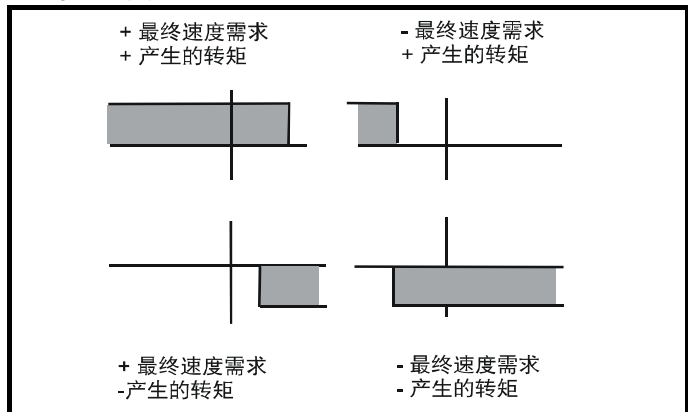 + 最终速度需求
+ 产生的转矩
- 最终速度需求
+ 产生的转矩
+ 最终速度需求
-产生的转矩
- 最终速度需求
- 产生的转矩